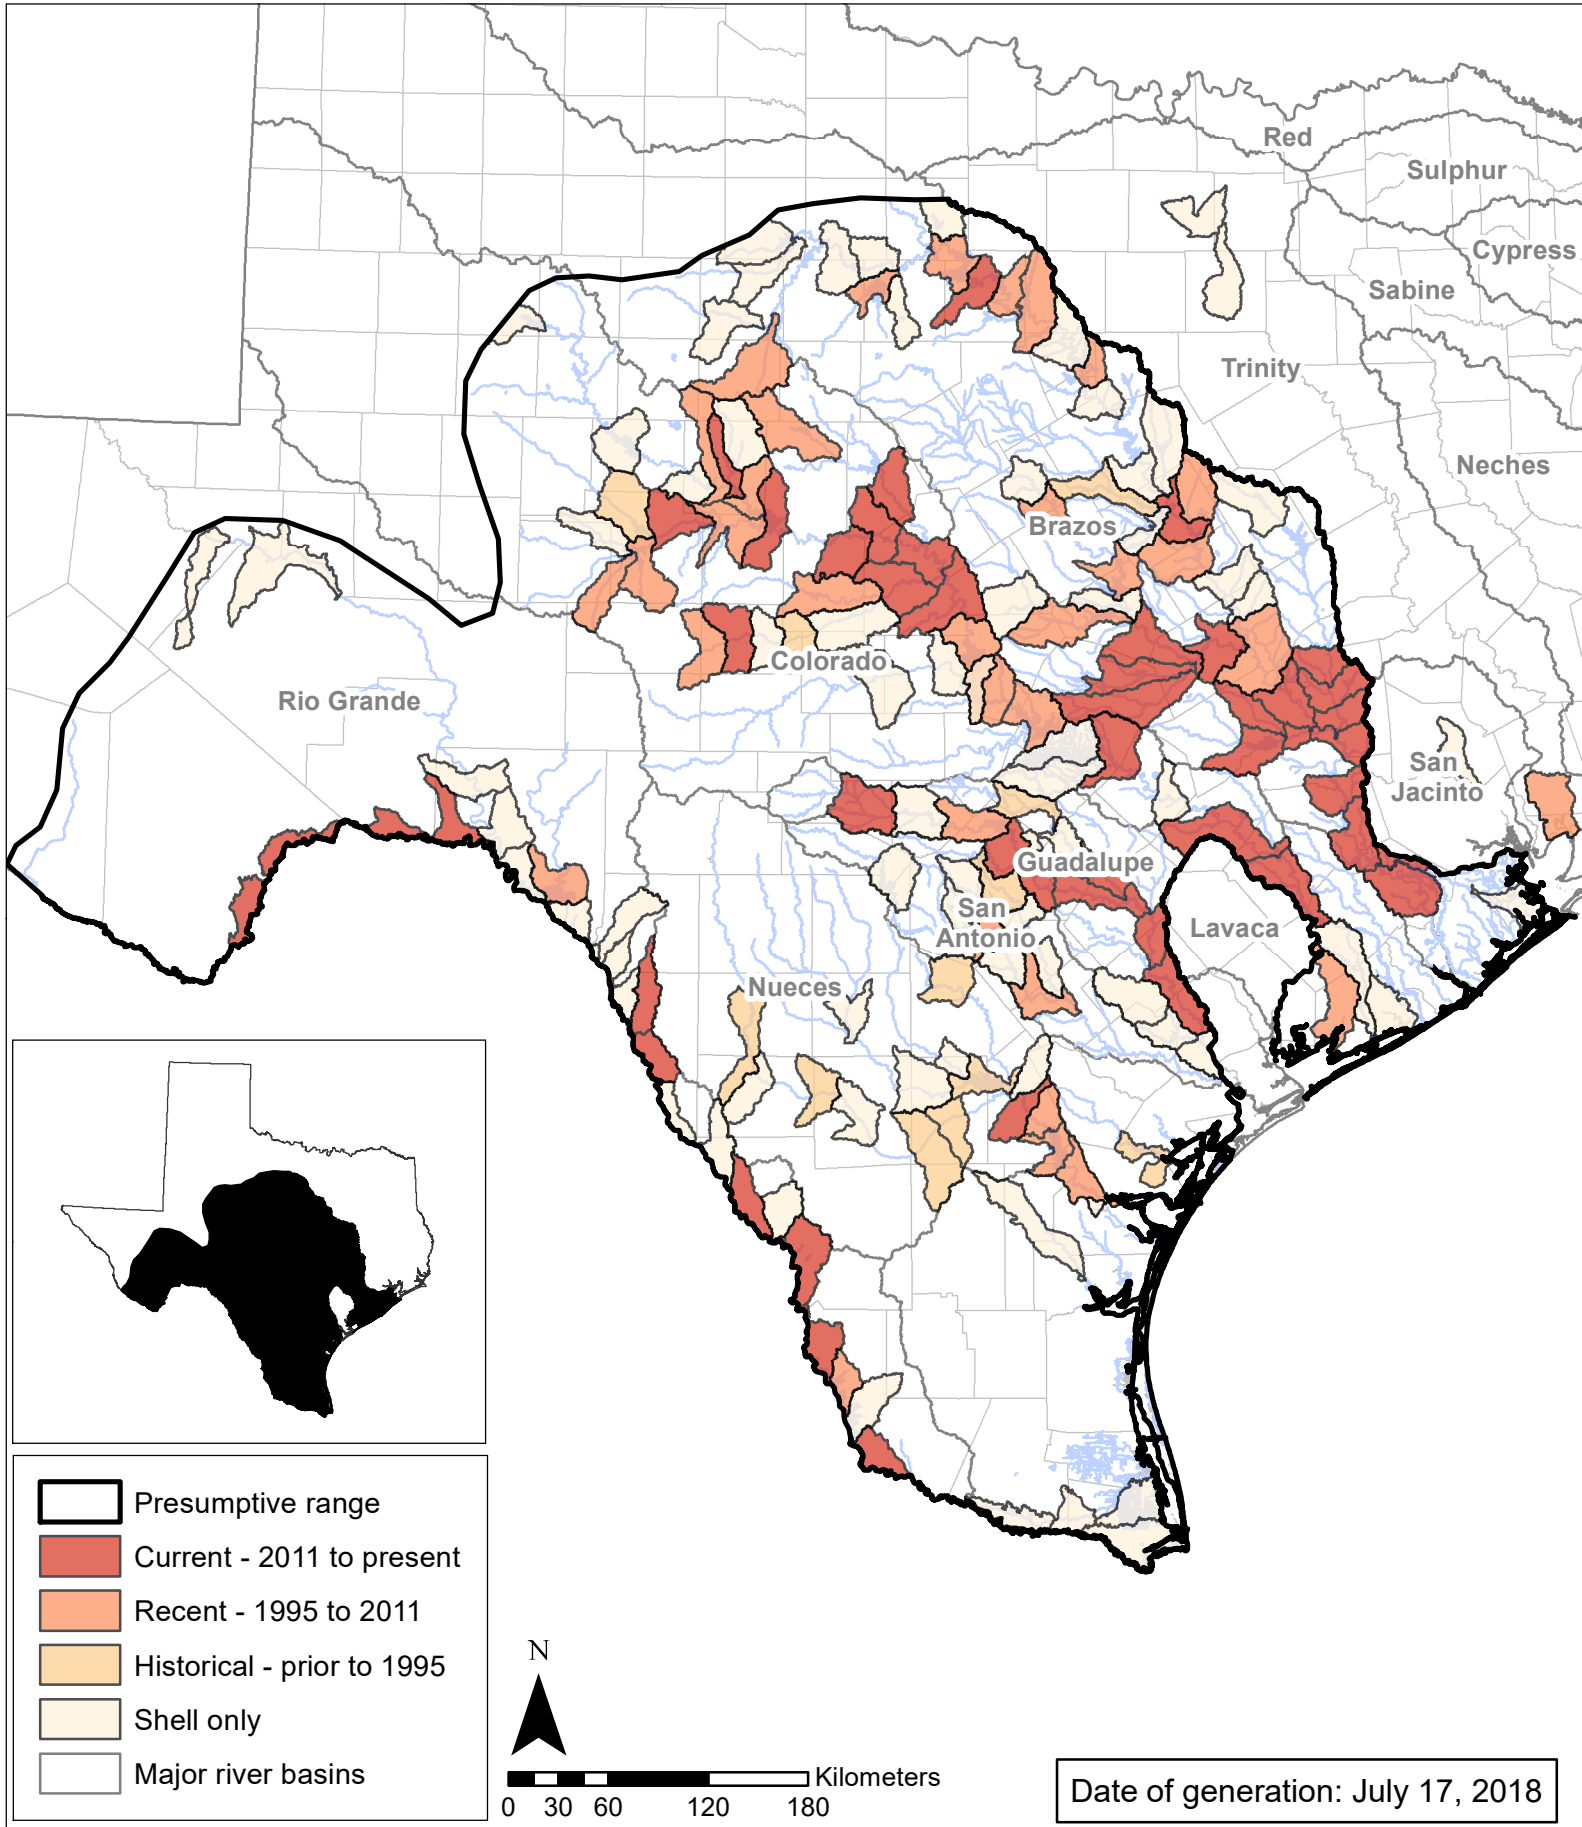 Red
Sulphur
Cypress
Sabine
Trinity
Neches
Brazos
Colorado
Rio Grande
San
Jacinto
Guadalupe
San
Antonio
Lavaca
Nueces
Presumptive range
Current - 2011 to present
Recent - 1995 to 2011
Historical - prior to 1995
Shell only
Major river basins
N
Kilometers
0 30 60 120 180
Date of generation: July 17, 2018